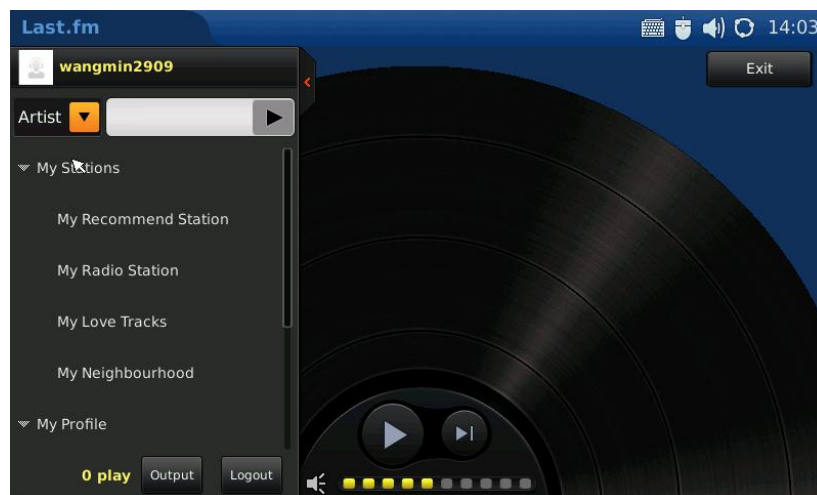 Last.fm
14:03
wangmin2909
Exit
Artist
My Stations
My Recommend Station
My Radio Station
My Love Tracks
My Neighbourhood
My Profile
0 play
Output
Logout